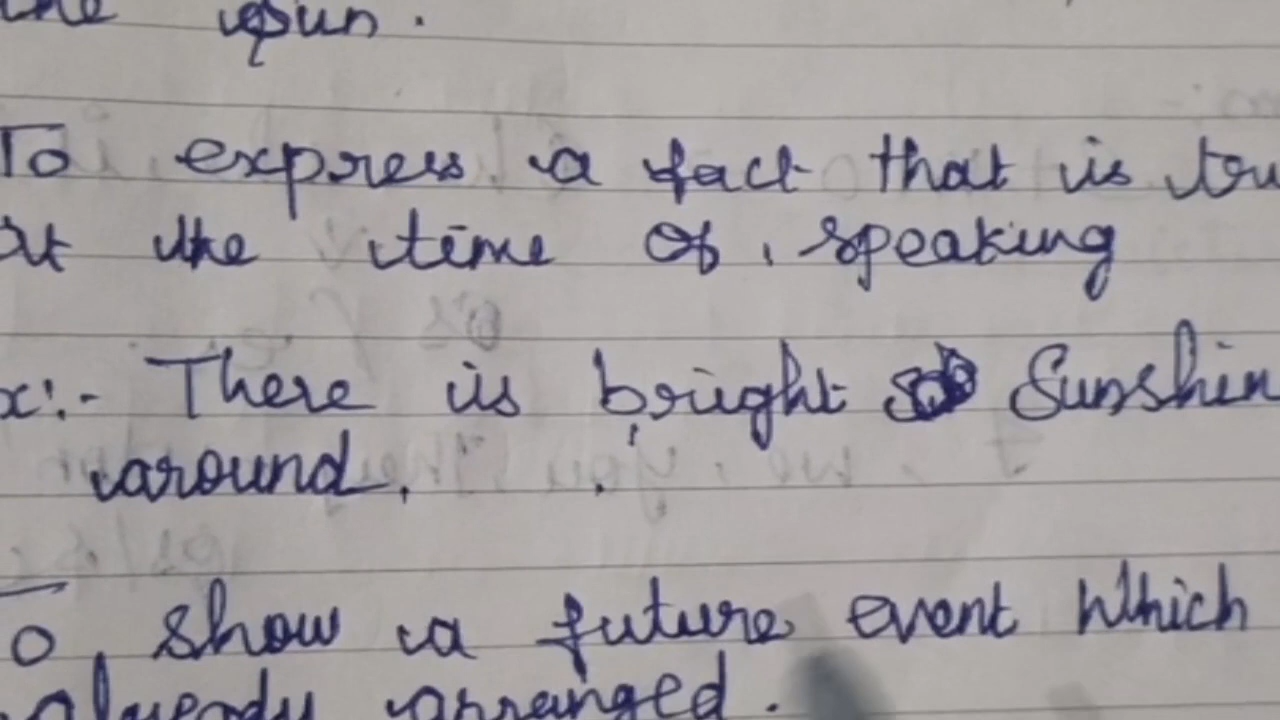 the sun.
To express a fact that is tru
at the time of speaking
x:- There is bright Sunshin
around.
To show a future event which
already arranged.